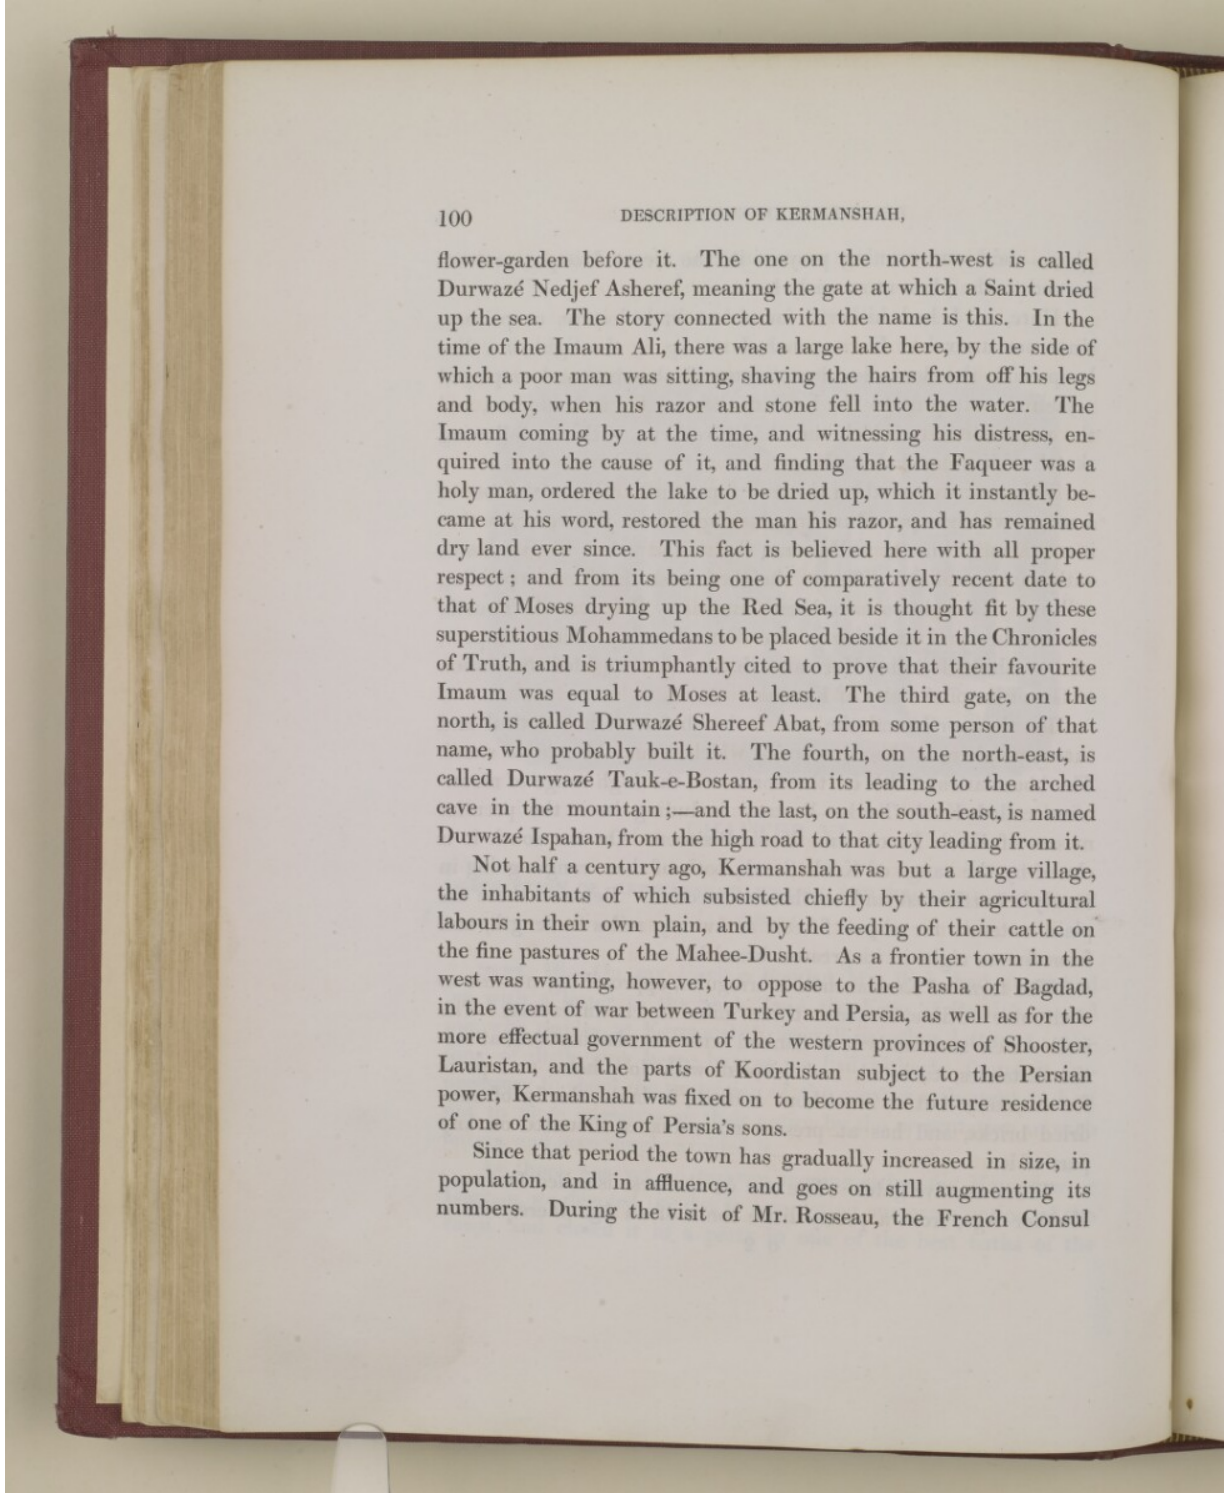 100 DESCRIPTION OF KERMANSHAH,
flower-garden before it. The one on the north-west is called
Durwazé Nedjef Asheref, meaning the gate at which a Saint dried
up the sea. The story connected with the name is this. In the
time of the Imaum Ali, there was a large lake here, by the side of
which a poor man was sitting, shaving the hairs from off his legs
and body, when his razor and stone fell into the water. The
Imaum coming by at the time, and witnessing his distress, en-
quired into the cause of it, and finding that the Faqueer was a
holy man, ordered the lake to be dried up, which it instantly be-
came at his word, restored the man his razor, and has remained
dry land ever since. This fact is believed here with all proper
respect ; and from its being one of comparatively recent date to
that of Moses drying up the Red Sea, it is thought fit by these
superstitious Mohammedans to be placed beside it in the Chronicles
of Truth, and is triumphantly cited to prove that their favourite
Imaum was equal to Moses at least. The third gate, on the
north, is called Durwazé Shereef Abat, from some person of that
name, who probably built it. The fourth, on the north-east, is
called Durwazé Tauk-e-Bostan, from its leading to the arched
cave in the mountain ;—and the last, on the south-east, is named
Durwazé Ispahan, from the high road to that city leading from it.
Not half a century ago, Kermanshah was but a large village,
the inhabitants of which subsisted chiefly by their agricultural
labours in their own plain, and by the feeding of their cattle on
the fine pastures of the Mahee-Dusht. As a frontier town in the
west was wanting, however, to oppose to the Pasha of Bagdad,
in the event of war between Turkey and Persia, as well as for the
more effectual government of the western provinces of Shooster,
Lauristan, and the parts of Koordistan subject to the Persian
power, Kermanshah was fixed on to become the future residence
of one of the King of Persia's sons.
Since that period the town has gradually increased in size, in
population, and in affluence, and goes on still augmenting its
numbers. During the visit of Mr. Rosseau, the French Consul